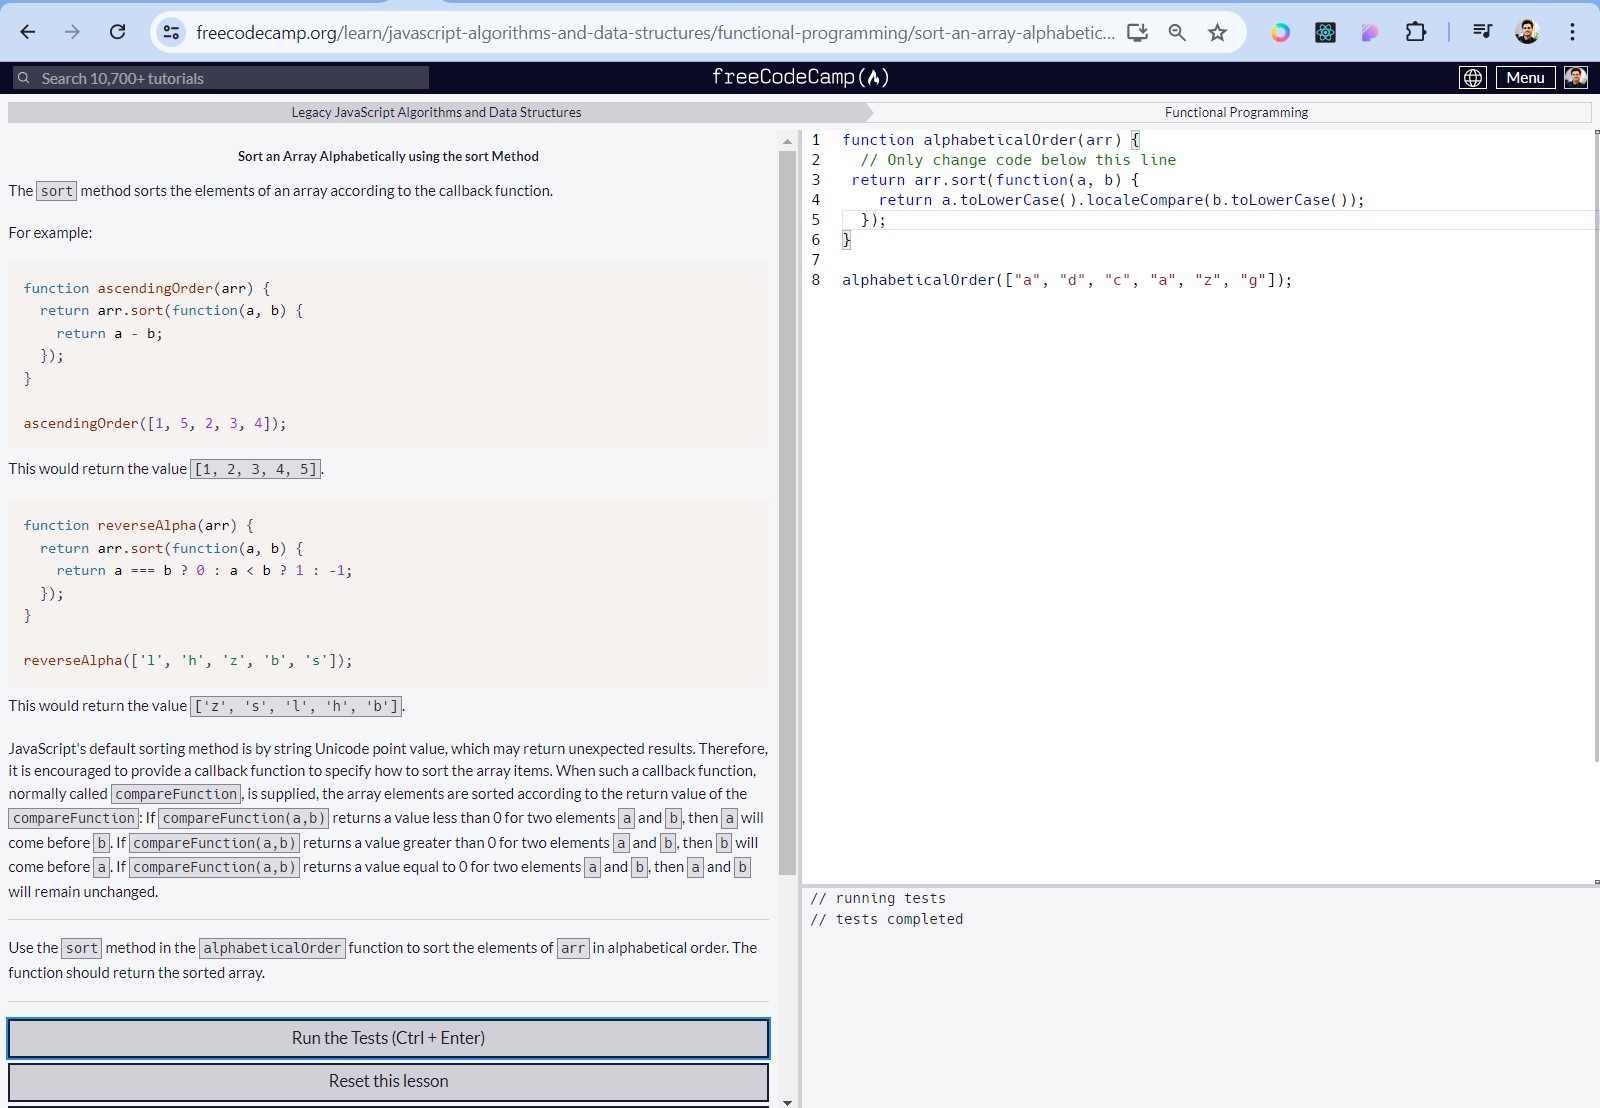 freecodecamp.org/learn/javascript-algorithms-and-data-structures/functional-programming/sort-an-array-alphabetic...
Search 10,700+ tutorials
freeCodeCamp
Menu
Legacy JavaScript Algorithms and Data Structures
Functional Programming
Sort an Array Alphabetically using the sort Method
The sort method sorts the elements of an array according to the callback function.
For example:
function ascendingOrder(arr) {
return arr.sort(function(a, b) {
return a - b;
});
}
ascendingOrder([1, 5, 2, 3, 4]);
This would return the value [1, 2, 3, 4, 5].
function reverseAlpha(arr) {
return arr.sort(function(a, b) {
return a === b ? 0 : a < b ? 1 : -1;
});
}
reverseAlpha(['l', 'h', 'z', 'b', 's']);
This would return the value ['z', 's', 'l', 'h', 'b'].
JavaScript's default sorting method is by string Unicode point value, which may return unexpected results. Therefore,
it is encouraged to provide a callback function to specify how to sort the array items. When such a callback function,
normally called compareFunction, is supplied, the array elements are sorted according to the return value of the
compareFunction: If compareFunction(a,b) returns a value less than 0 for two elements a and b, then a will
come before b. If compareFunction(a,b) returns a value greater than 0 for two elements a and b, then b will
come before a. If compareFunction(a,b) returns a value equal to 0 for two elements a and b, then a and b
will remain unchanged.
Use the sort method in the alphabeticalOrder function to sort the elements of arr in alphabetical order. The
function should return the sorted array.
Run the Tests (Ctrl + Enter)
Reset this lesson
1 function alphabeticalOrder(arr) {
2 // Only change code below this line
3 return arr.sort(function(a, b) {
4 return a.toLowerCase().localeCompare(b.toLowerCase());
5 });
6 }
7
8 alphabeticalOrder(["a", "d", "c", "a", "z", "g"]);
// running tests
// tests completed